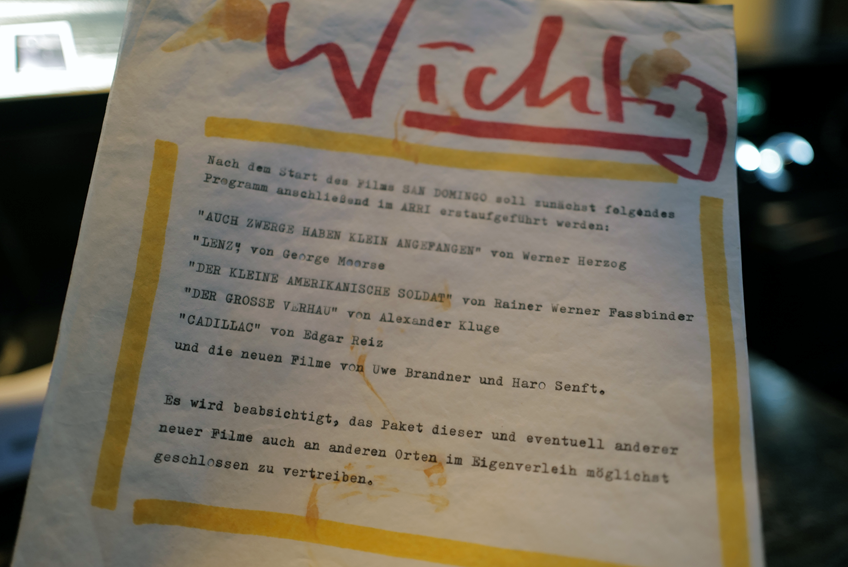 Wichtig
Nach dem Start des Films SAN DOMINGO soll zunächst folgendes
Programm anschließend im ARRI erstaufgeführt werden:
"AUCH ZWERGE HABEN KLEIN ANGEFANGEN" von Werner Herzog
"LENZ", von George Moorse
"DER KLEINE AMERIKANISCHE SOLDAT" von Rainer Werner Fassbinder
"DER GROSSE VERHAU" von Alexander Kluge
"CADILLAC" von Edgar Reiz
und die neuen Filme von Uwe Brandner und Haro Senft.
Es wird beabsichtigt, das Paket dieser und eventuell anderer
neuer Filme auch an anderen Orten im Eigenverleih möglichst
geschlossen zu vertreiben.